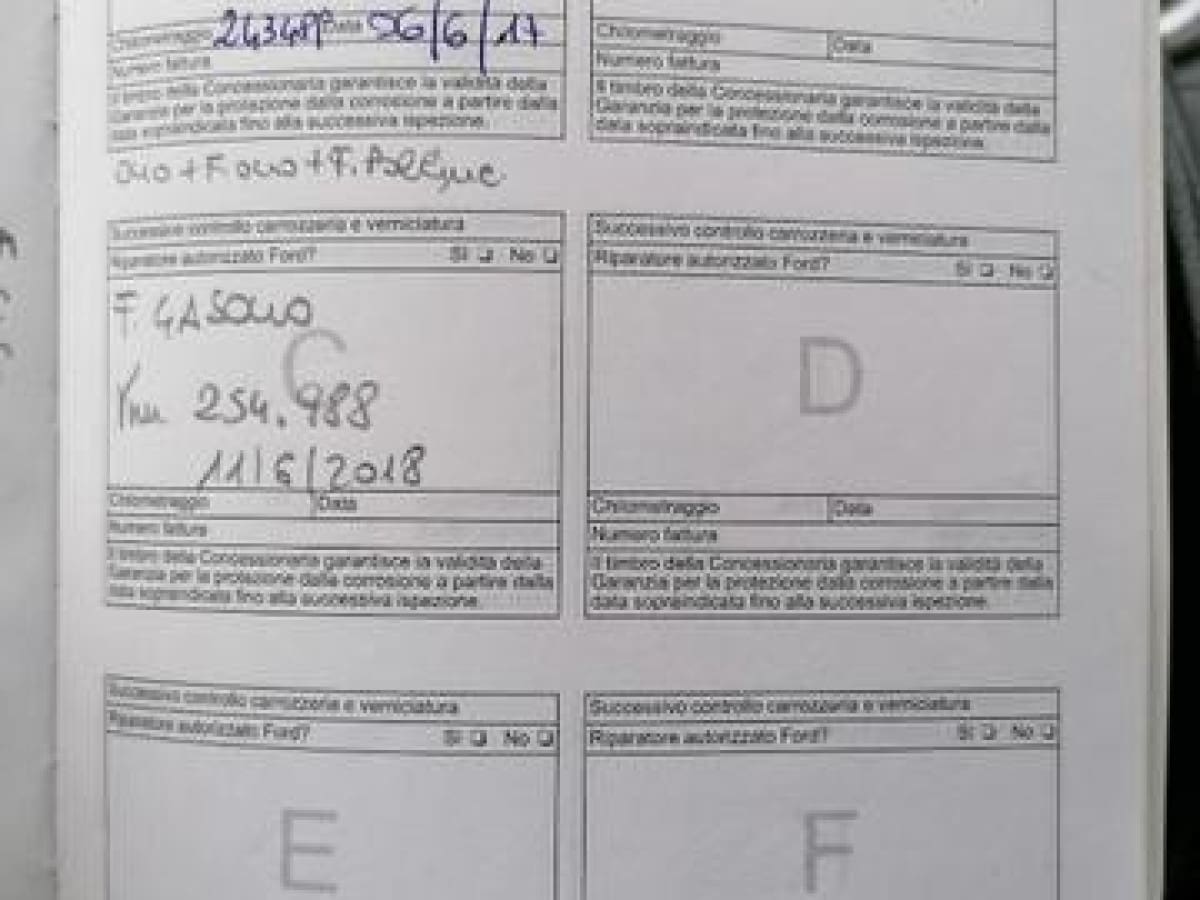 Chilometraggio Data 26/6/17
Numero fattura
Il timbro della Concessionaria garantisce la validità della
Garanzia per la protezione dalla corrosione a partire dalla
data sopraindicata fino alla successiva ispezione.
Chilometraggio Data
Numero fattura
Il timbro della Concessionaria garantisce la validità della
Garanzia per la protezione dalla corrosione a partire dalla
data sopraindicata fino alla successiva ispezione.
Olio + F. olio + F. Polline
Successivo controllo carrozzeria e verniciatura
Riparatore autorizzato Ford? Sì No
F. GASOLIO
C
Km 254.988
11/6/2018
Chilometraggio Data
Numero fattura
Il timbro della Concessionaria garantisce la validità della
Garanzia per la protezione dalla corrosione a partire dalla
data sopraindicata fino alla successiva ispezione.
Successivo controllo carrozzeria e verniciatura
Riparatore autorizzato Ford? Sì No
D
Chilometraggio Data
Numero fattura
Il timbro della Concessionaria garantisce la validità della
Garanzia per la protezione dalla corrosione a partire dalla
data sopraindicata fino alla successiva ispezione.
Successivo controllo carrozzeria e verniciatura
Riparatore autorizzato Ford? Sì No
E
Successivo controllo carrozzeria e verniciatura
Riparatore autorizzato Ford? Sì No
F